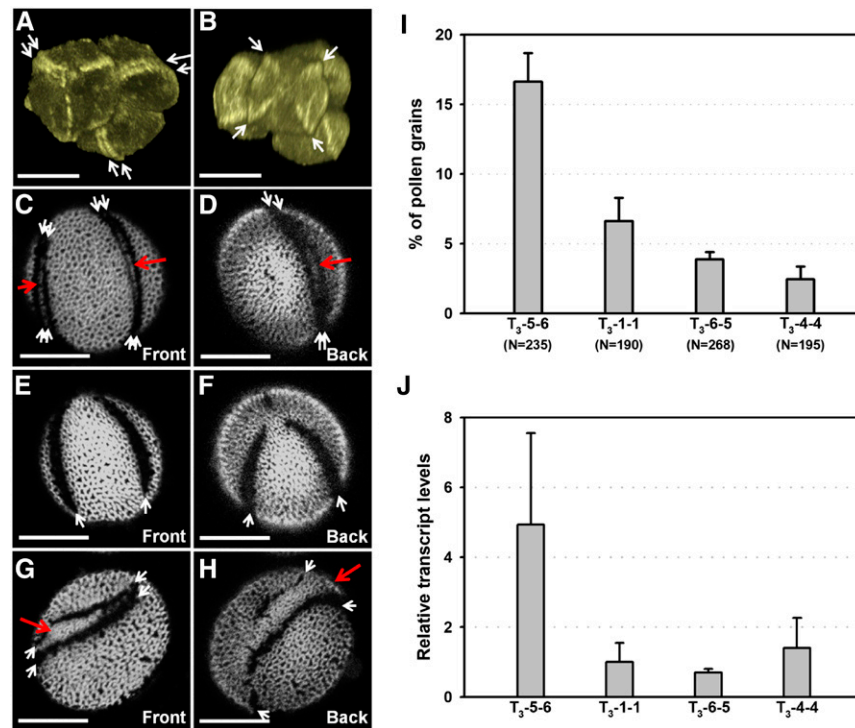 A
B
C
Front
D
Back
E
Front
F
Back
G
Front
H
Back
I
% of pollen grains
20
15
10
5
0
T3-5-6
(N=235)
T3-1-1
(N=190)
T3-6-5
(N=268)
T3-4-4
(N=195)
J
Relative transcript levels
8
6
4
2
0
T3-5-6
T3-1-1
T3-6-5
T3-4-4